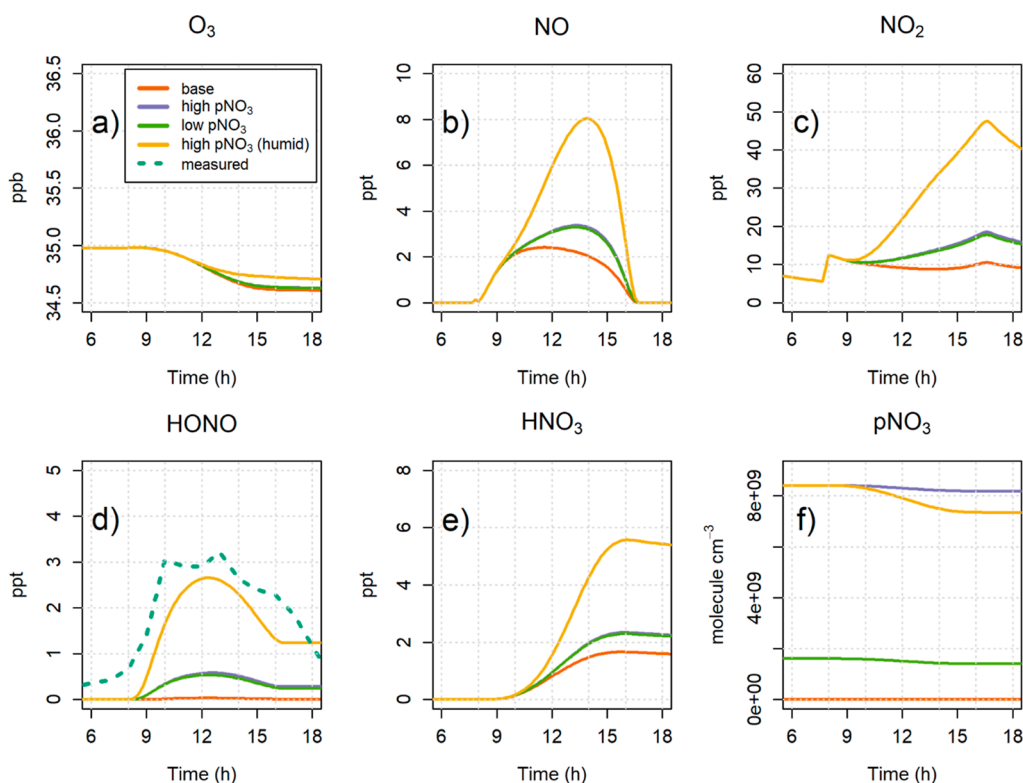 O₃
NO
NO₂
36.5
36.0
35.5
35.0
34.5
ppb
a)
base
high pNO₃
low pNO₃
high pNO₃ (humid)
measured
6 9 12 15 18
Time (h)
10
8
6
4
2
0
ppt
b)
6 9 12 15 18
Time (h)
60
50
40
30
20
10
0
ppt
c)
6 9 12 15 18
Time (h)
HONO
HNO₃
pNO₃
5
4
3
2
1
0
ppt
d)
6 9 12 15 18
Time (h)
8
6
4
2
0
ppt
e)
6 9 12 15 18
Time (h)
8e+09
4e+09
0e+00
molecule cm⁻³
f)
6 9 12 15 18
Time (h)